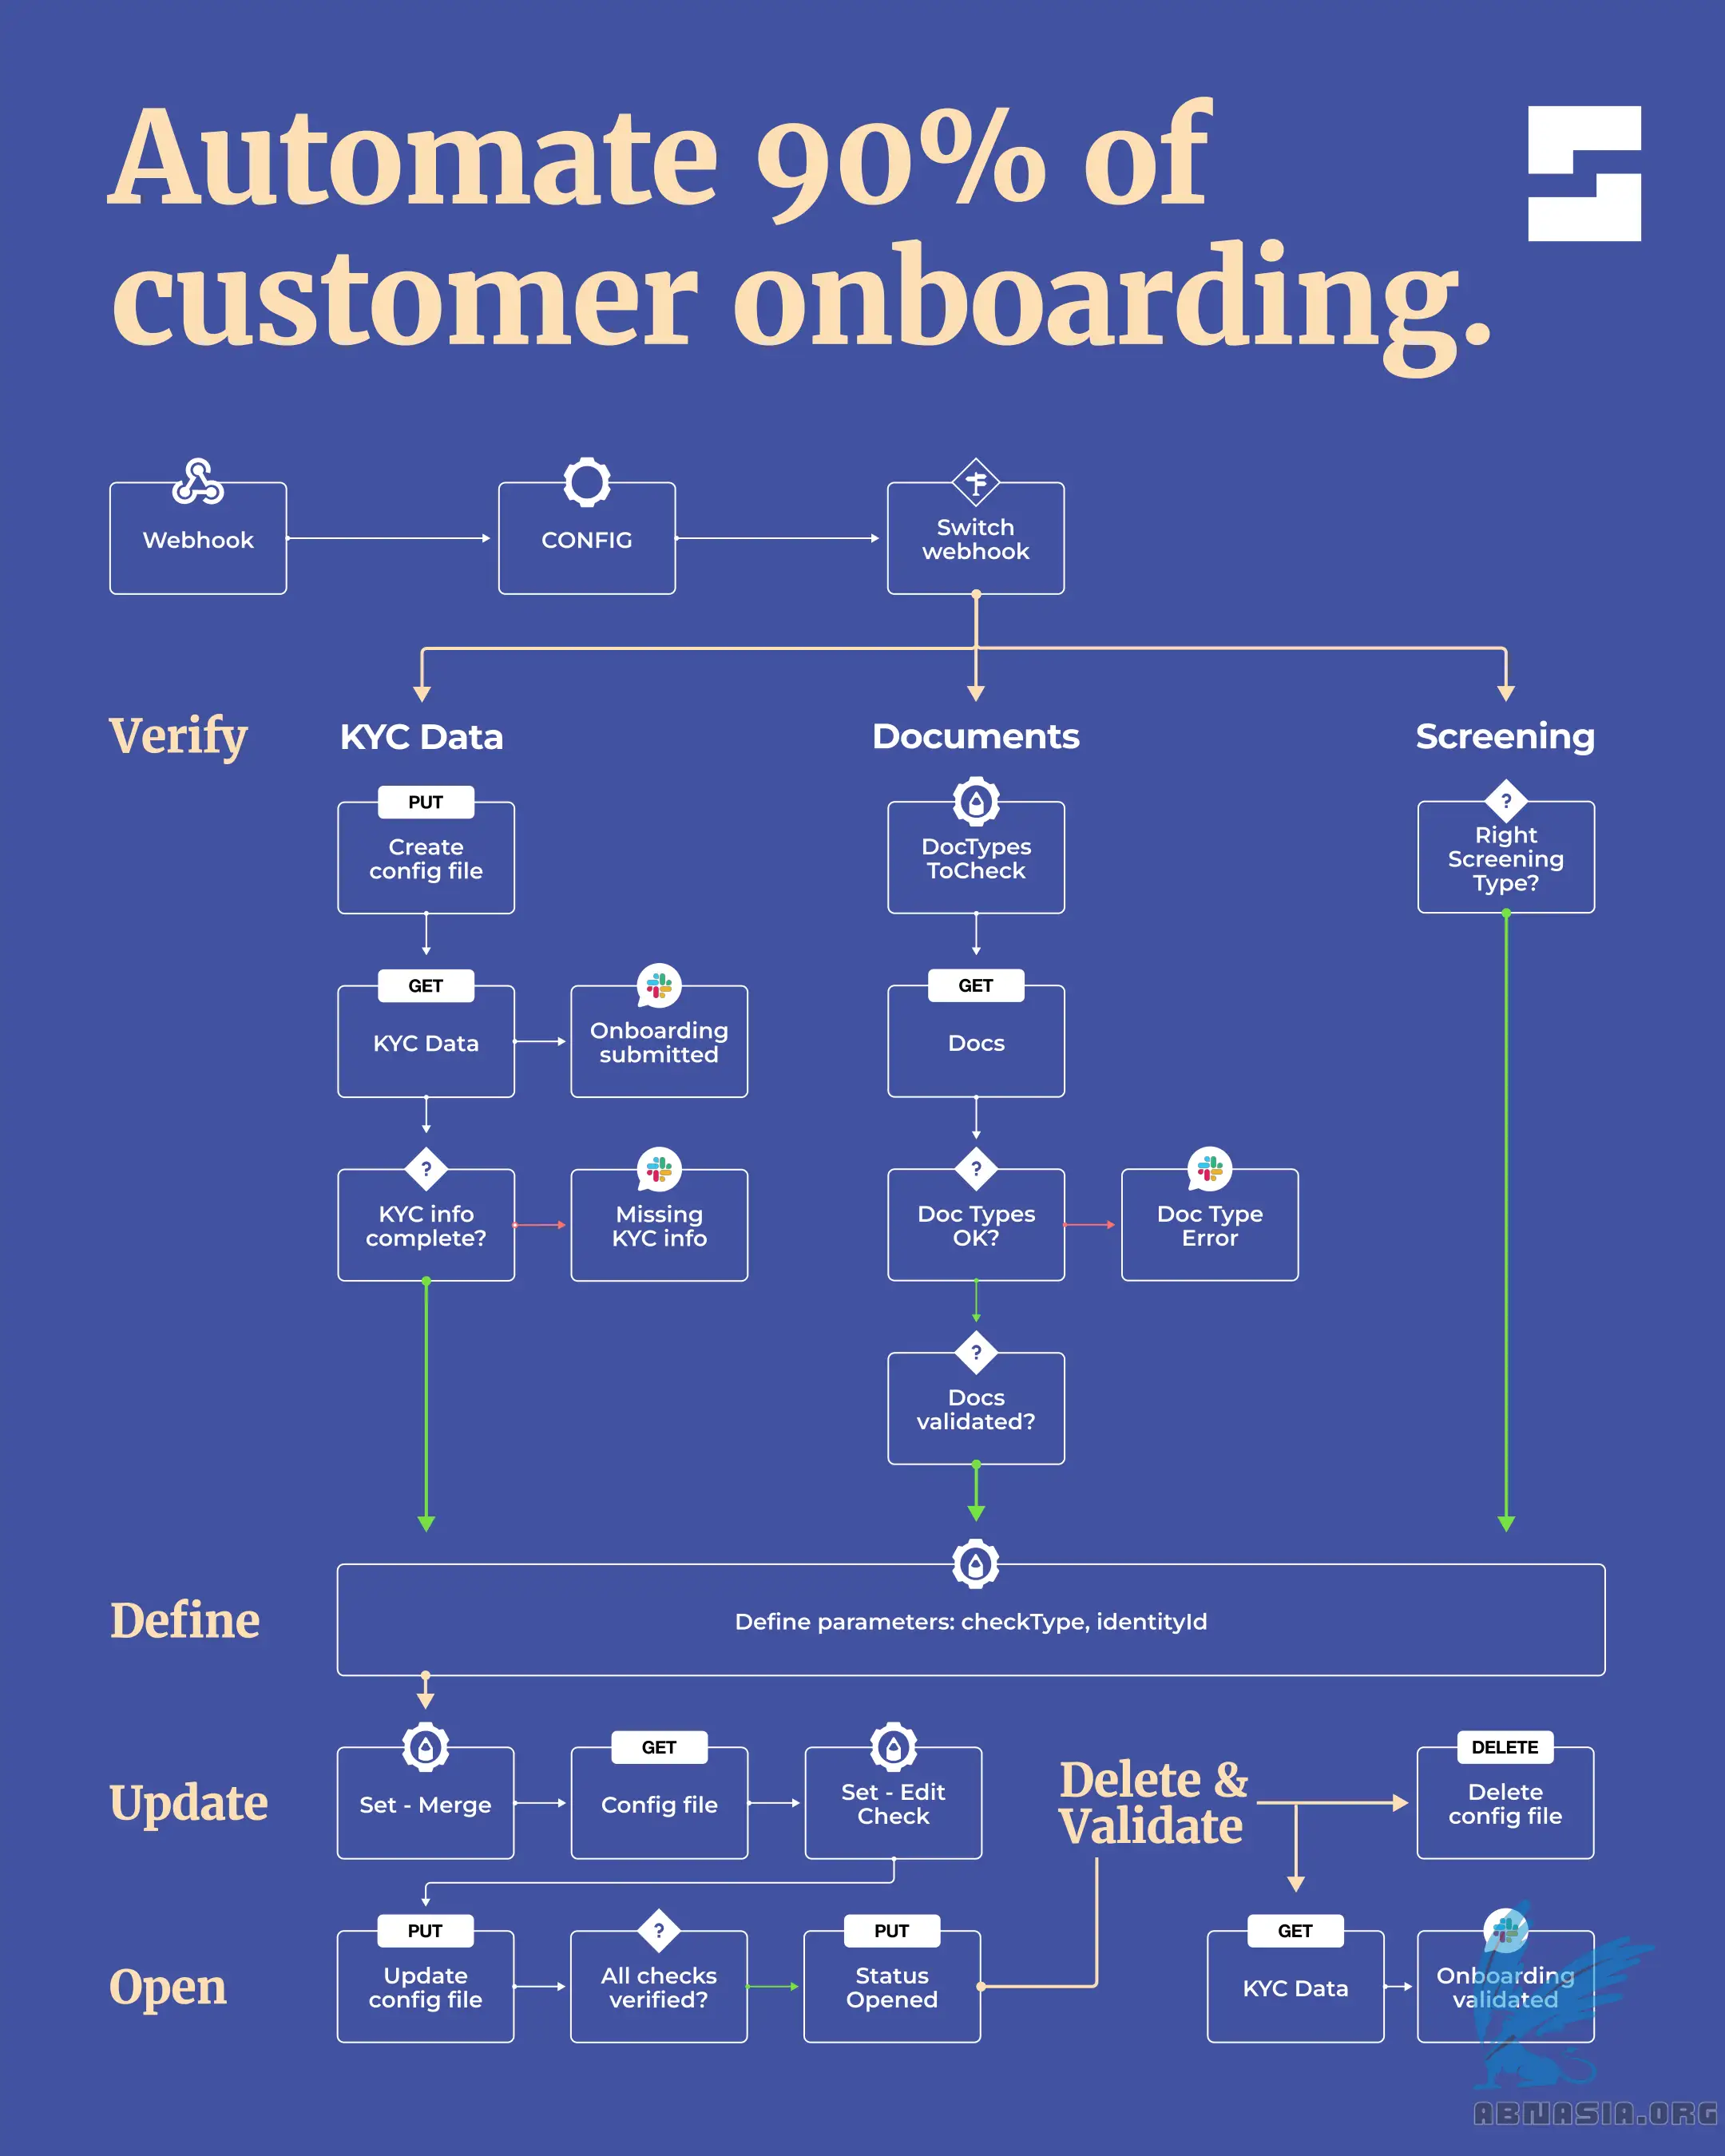 Automate 90% of
customer onboarding.
Webhook
CONFIG
Switch
webhook
Verify
KYC Data
Documents
Screening
PUT
Create
config file
DocTypes
ToCheck
?
Right
Screening
Type?
GET
KYC Data
Onboarding
submitted
GET
Docs
?
KYC info
complete?
Missing
KYC info
?
Doc Types
OK?
Doc Type
Error
?
Docs
validated?
Define
Define parameters: checkType, identityId
Update
Set - Merge
GET
Config file
Set - Edit
Check
Delete &
Validate
DELETE
Delete
config file
Open
PUT
Update
config file
?
All checks
verified?
PUT
Status
Opened
GET
KYC Data
Onboarding
validated
ABNASIA.ORG